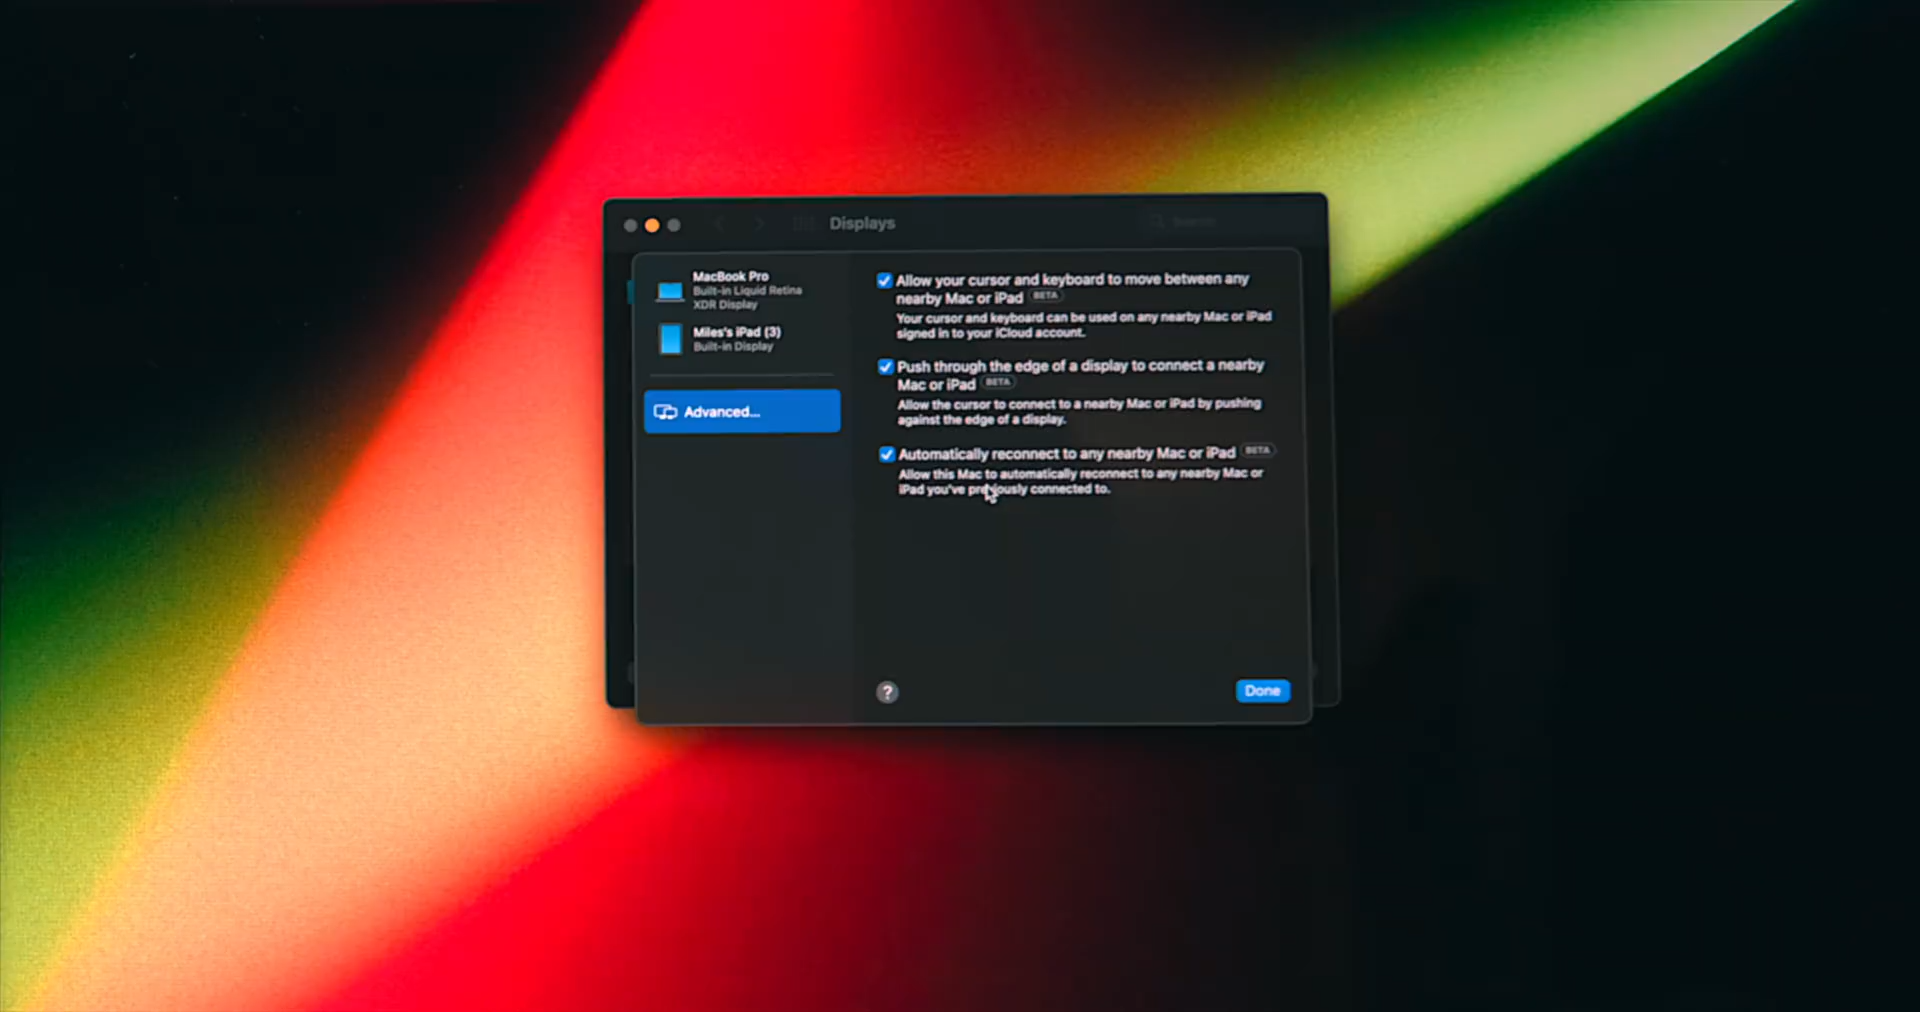 Displays
Search
MacBook Pro
Built-in Liquid Retina
XDR Display
Miles's iPad (3)
Built-in Display
Advanced...
Allow your cursor and keyboard to move between any
nearby Mac or iPad BETA
Your cursor and keyboard can be used on any nearby Mac or iPad
signed in to your iCloud account.
Push through the edge of a display to connect a nearby
Mac or iPad BETA
Allow the cursor to connect to a nearby Mac or iPad by pushing
against the edge of a display.
Automatically reconnect to any nearby Mac or iPad BETA
Allow this Mac to automatically reconnect to any nearby Mac or
iPad you've previously connected to.
?
Done